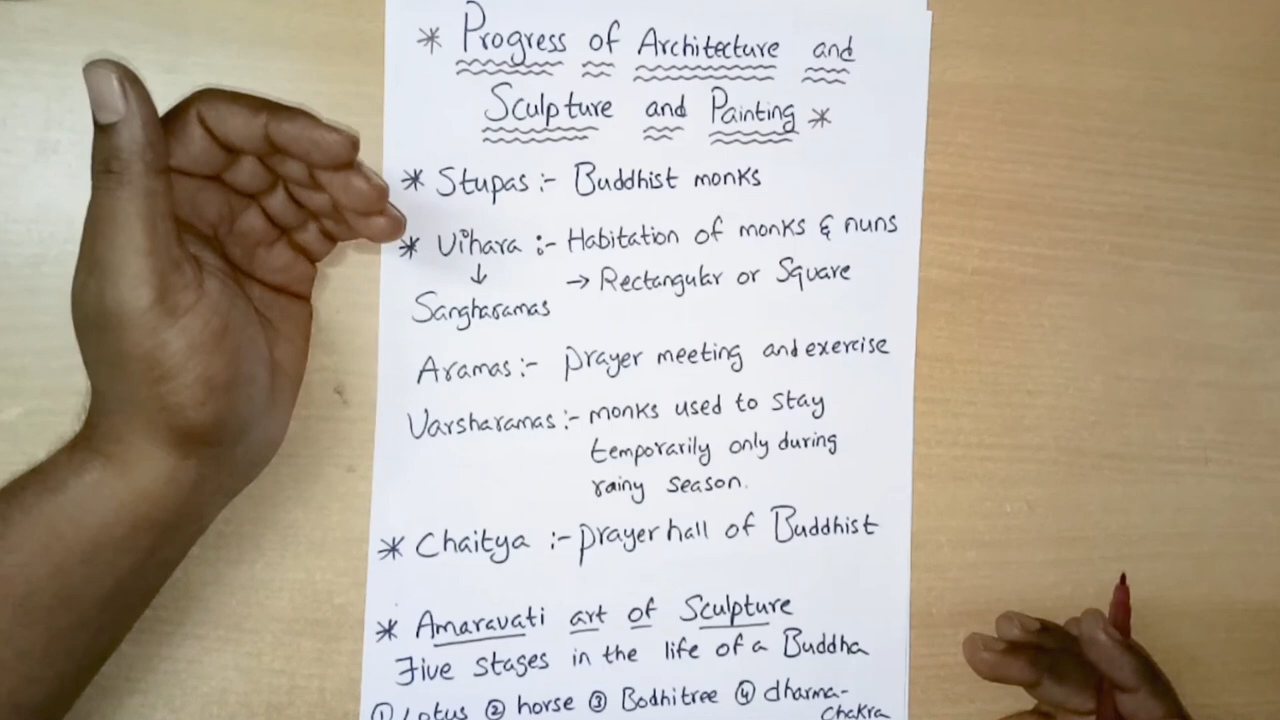 * Progress of Architecture and
Sculpture and Painting *
* Stupas :- Buddhist monks
* Vihara :- Habitation of monks & nuns
↓ → Rectangular or Square
Sangharamas
Aramas :- prayer meeting and exercise
Varsharamas :- monks used to stay
temporarily only during
rainy season.
* Chaitya :- prayer hall of Buddhist
* Amaravati art of Sculpture
Five stages in the life of a Buddha
① Lotus ② horse ③ Bodhitree ④ dharma-
chakra